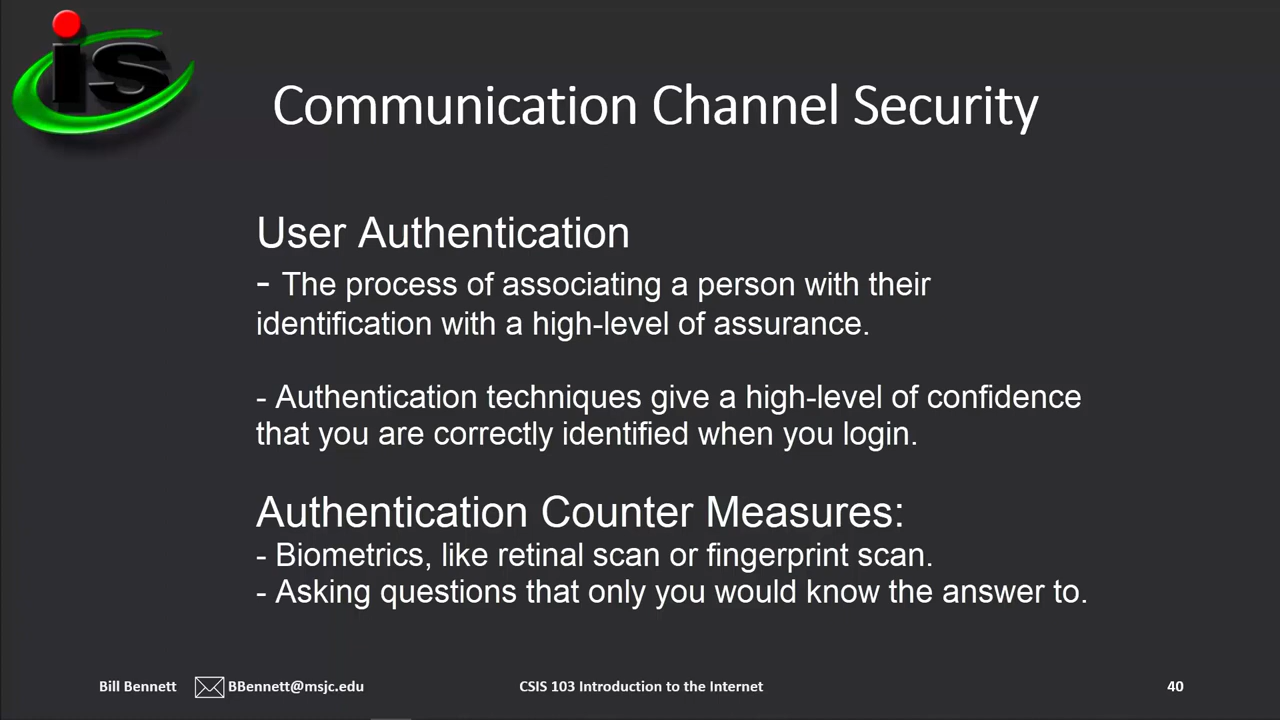 is
Communication Channel Security
User Authentication
- The process of associating a person with their
identification with a high-level of assurance.
- Authentication techniques give a high-level of confidence
that you are correctly identified when you login.
Authentication Counter Measures:
- Biometrics, like retinal scan or fingerprint scan.
- Asking questions that only you would know the answer to.
Bill Bennett BBennett@msjc.edu CSIS 103 Introduction to the Internet 40